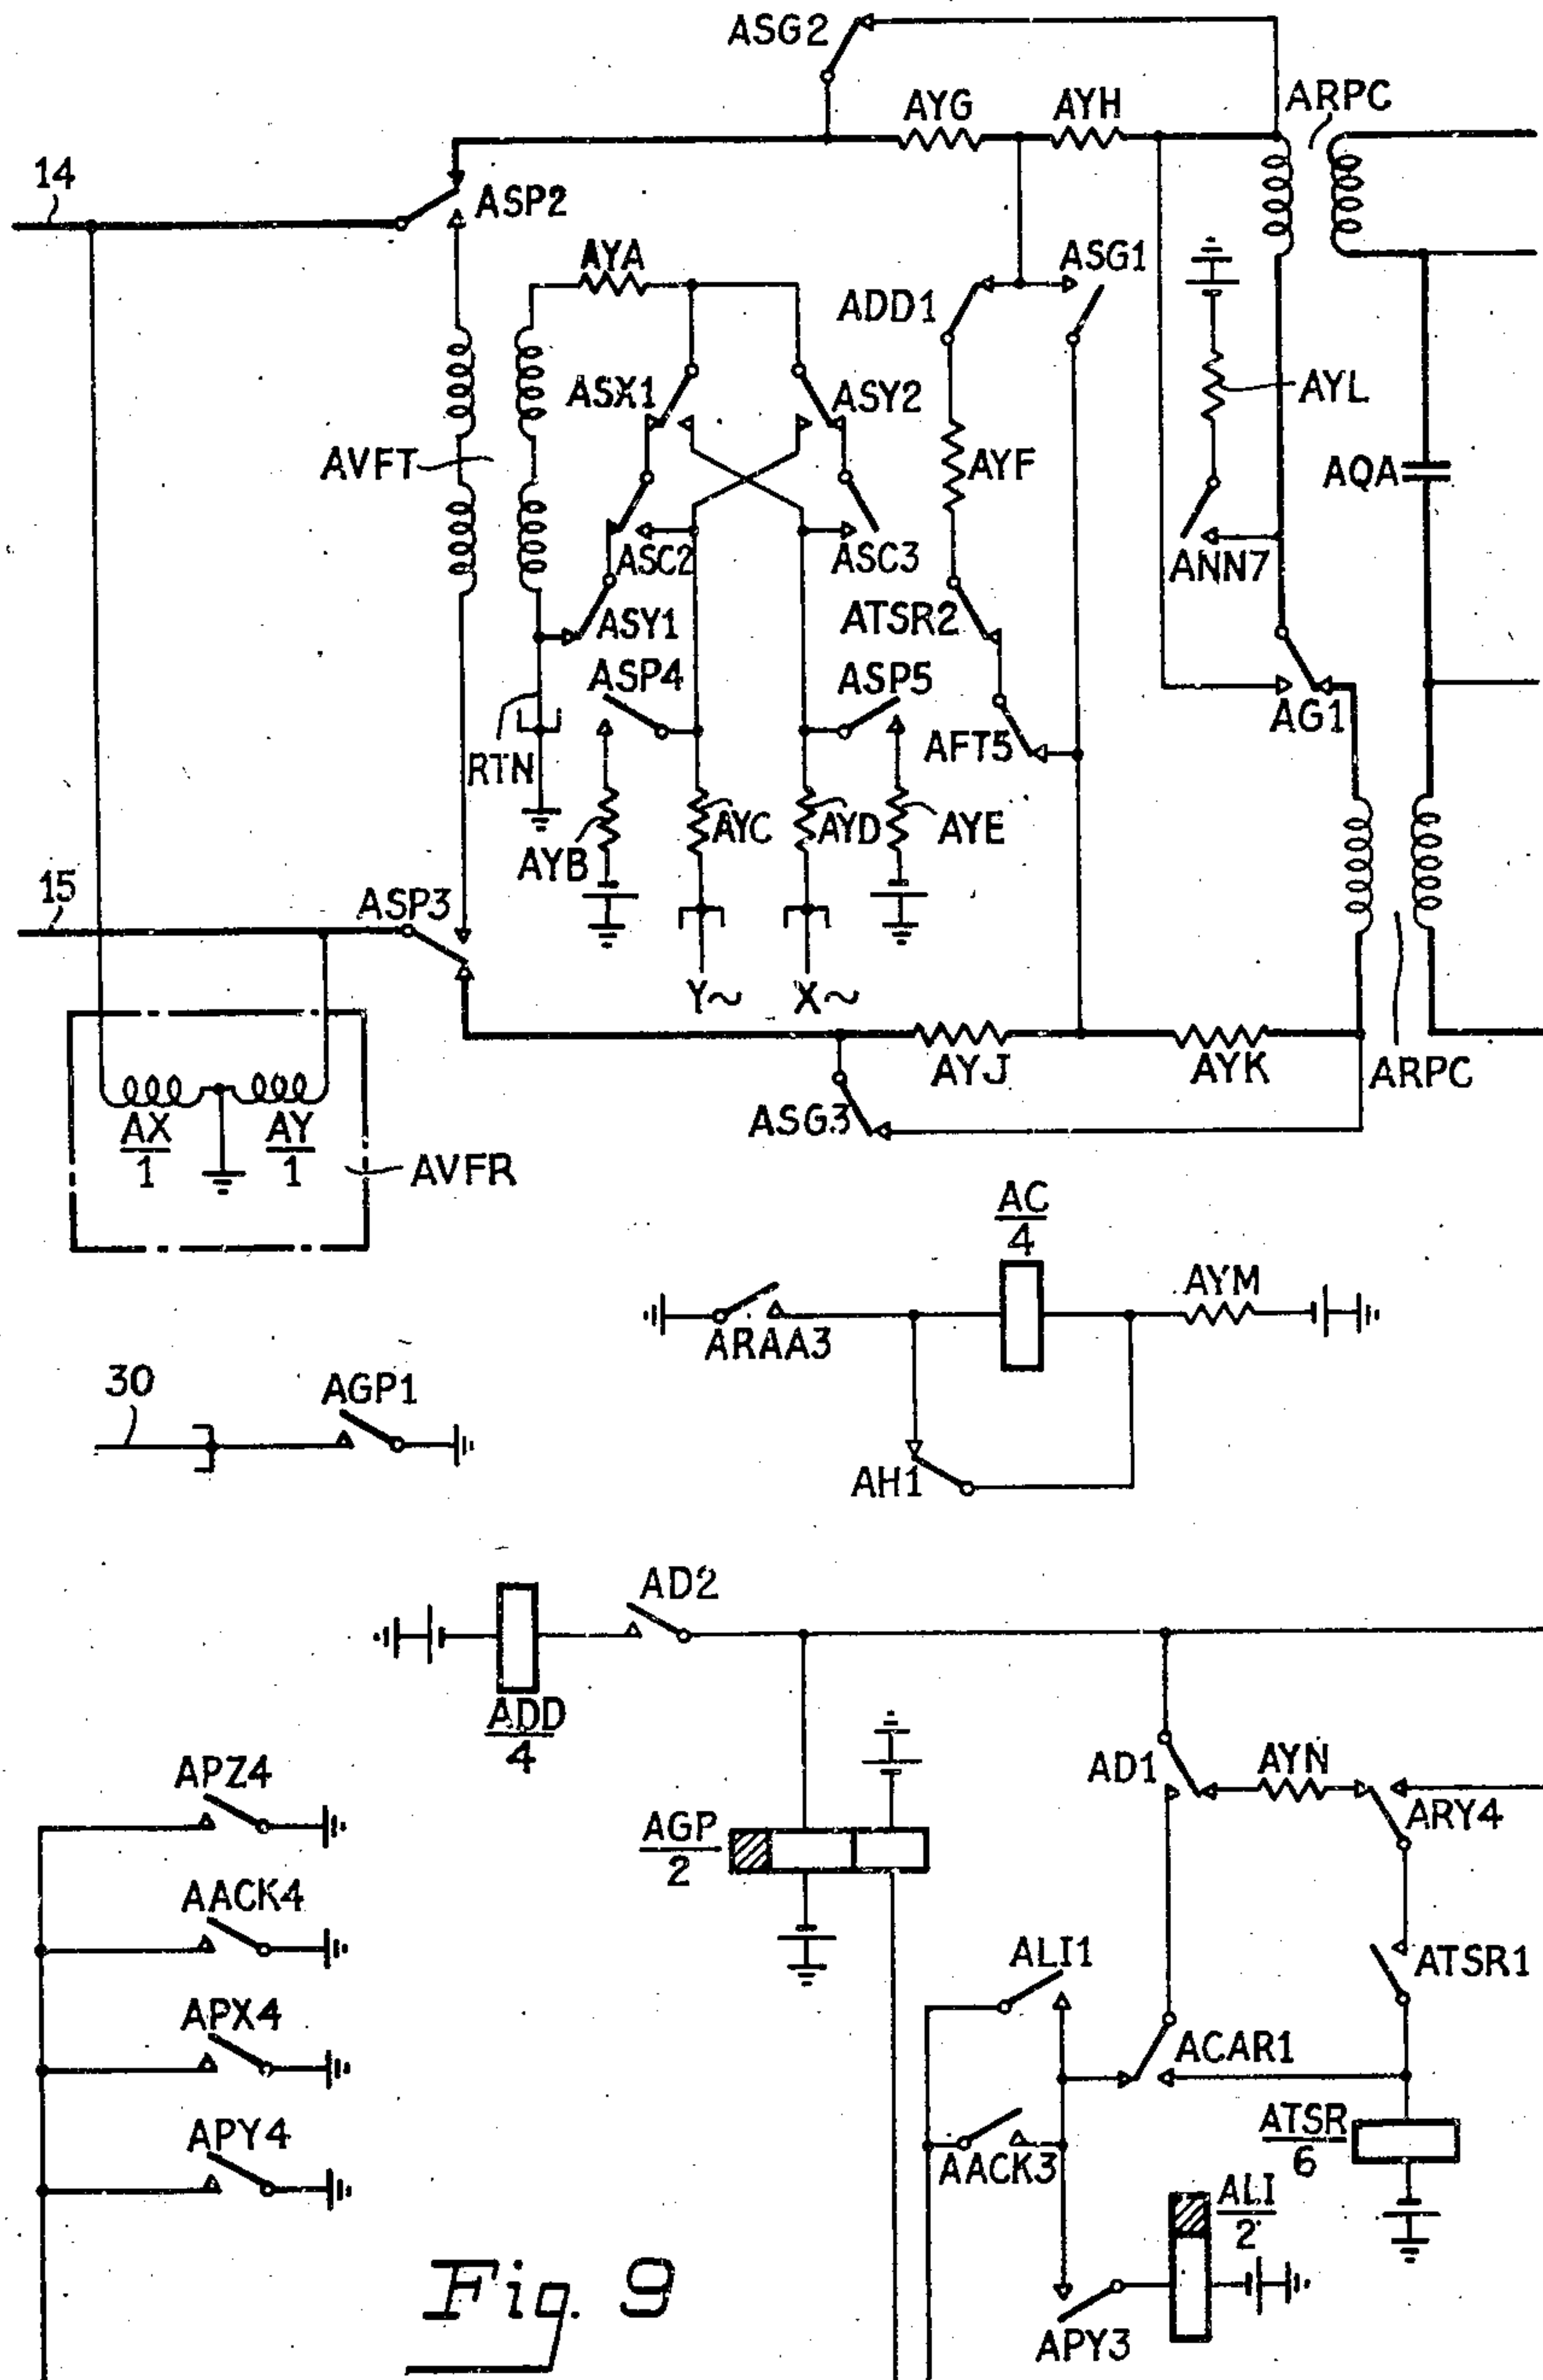 ASG2
AYG
AYH
ARPC
14
ASP2
AYA
ASG1
ADD1
ASX1
ASY2
AYL
AVFT
AYF
AQA
ASC2
ASC3
ANN7
ASY1
ATSR2
ASP4
ASP5
AG1
RTN
AFT5
AYB
AYC
AYD
AYE
15
ASP3
Y~
X~
AYJ
AYK
ARPC
ASG3
AX
1
AY
1
AVFR
AC
4
AYM
ARAA3
30
AGP1
AH1
AD2
ADD
4
APZ4
AD1
AYN
ARY4
AGP
2
AACK4
ALI1
ATSR1
APX4
ACAR1
APY4
AACK3
ATSR
6
ALI
2
APY3
Fig. 9